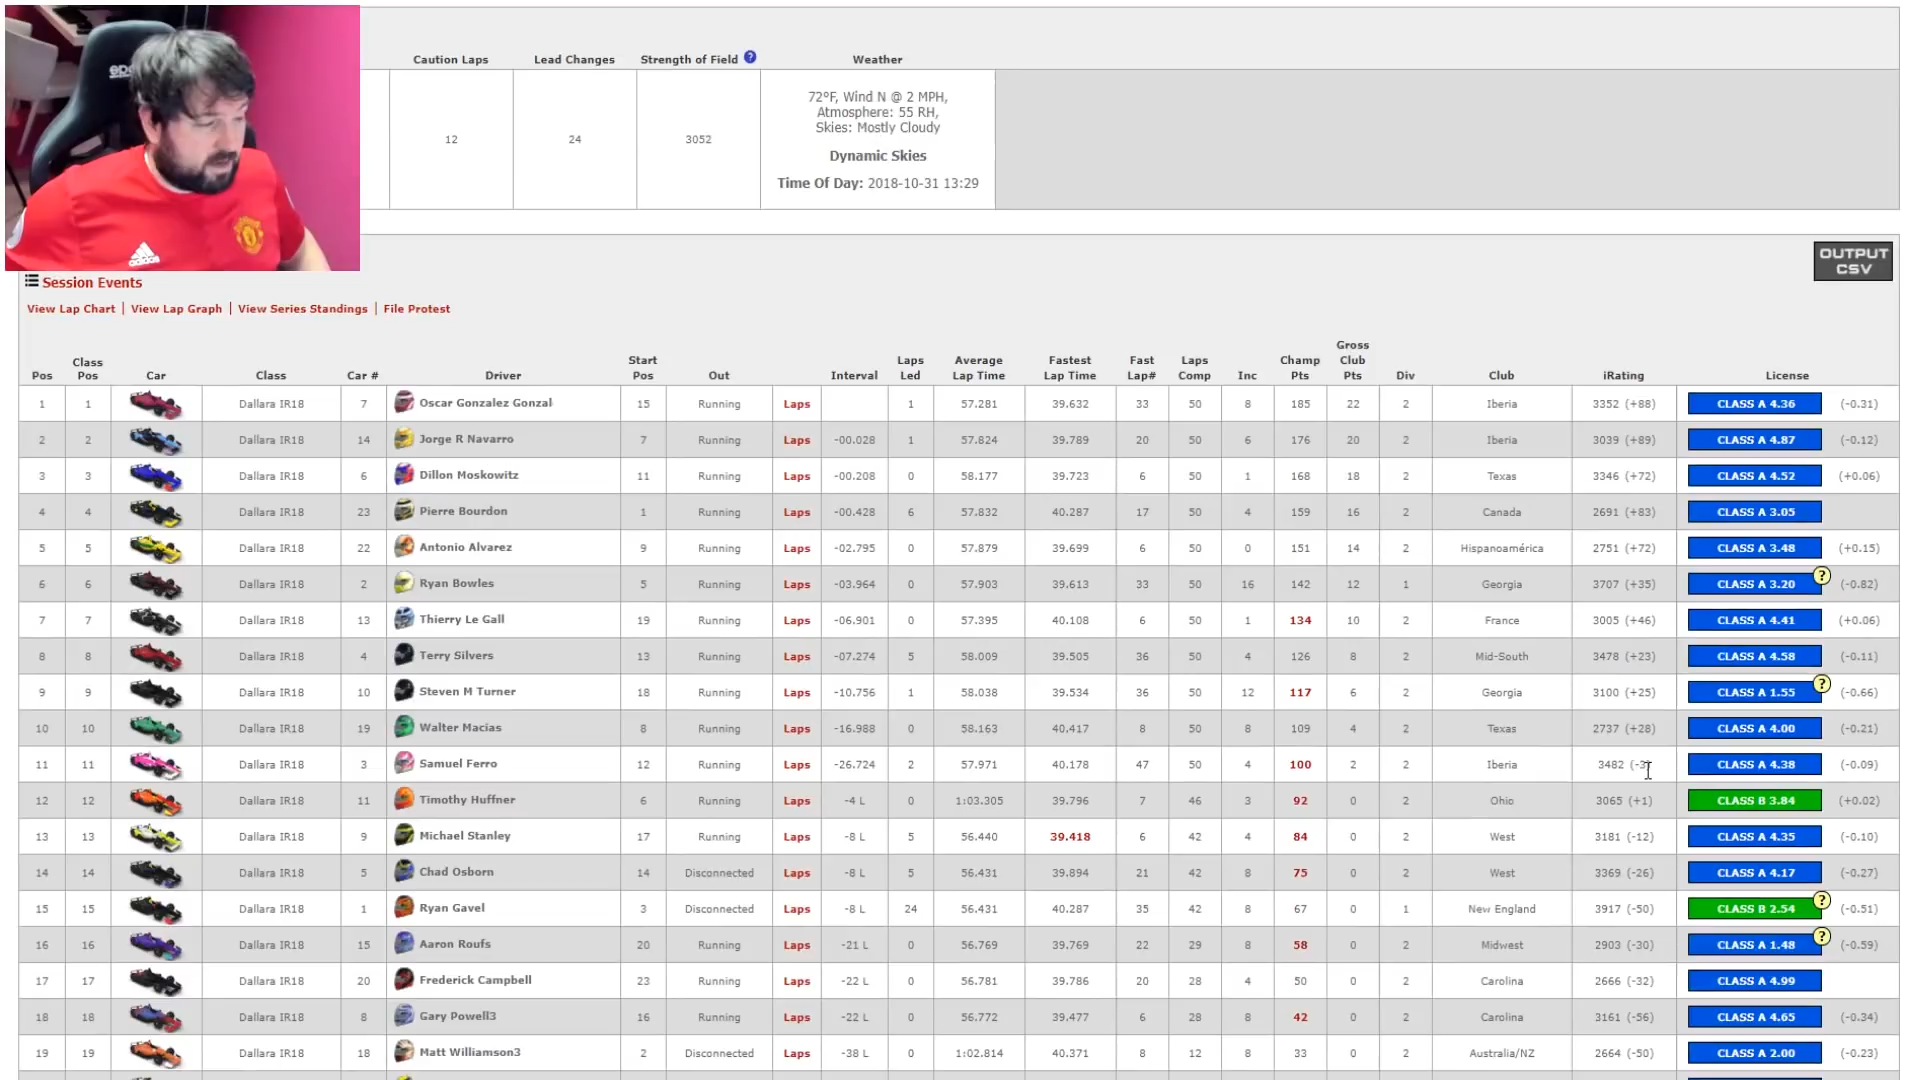 Caution Laps Lead Changes Strength of Field ? Weather
12 24 3052 72ºF, Wind N @ 2 MPH,
Atmosphere: 55 RH,
Skies: Mostly Cloudy
Dynamic Skies
Time Of Day: 2018-10-31 13:29
OUTPUT CSV
Session Events
View Lap Chart | View Lap Graph | View Series Standings | File Protest
Pos Class Pos Car Class Car # Driver Start Pos Out Interval Laps Led Average Lap Time Fastest Lap Time Fast Lap# Laps Comp Inc Champ Pts Gross Club Pts Div Club iRating License
1 1 Dallara IR18 7 Oscar Gonzalez Gonzal 15 Running Laps 1 57.281 39.632 33 50 8 185 22 2 Iberia 3352 (+88) CLASS A 4.36 (-0.31)
2 2 Dallara IR18 14 Jorge R Navarro 7 Running Laps -00.028 1 57.824 39.789 20 50 6 176 20 2 Iberia 3039 (+89) CLASS A 4.87 (-0.12)
3 3 Dallara IR18 6 Dillon Moskowitz 11 Running Laps -00.208 0 58.177 39.723 6 50 1 168 18 2 Texas 3346 (+72) CLASS A 4.52 (+0.06)
4 4 Dallara IR18 23 Pierre Bourdon 1 Running Laps -00.428 6 57.832 40.287 17 50 4 159 16 2 Canada 2691 (+83) CLASS A 3.05
5 5 Dallara IR18 22 Antonio Alvarez 9 Running Laps -02.795 0 57.879 39.699 6 50 0 151 14 2 Hispanoamérica 2751 (+72) CLASS A 3.48 (+0.15)
6 6 Dallara IR18 2 Ryan Bowles 5 Running Laps -03.964 0 57.903 39.613 33 50 16 142 12 1 Georgia 3707 (+35) CLASS A 3.20 ? (-0.82)
7 7 Dallara IR18 13 Thierry Le Gall 19 Running Laps -06.901 0 57.395 40.108 6 50 1 134 10 2 France 3005 (+46) CLASS A 4.41 (+0.06)
8 8 Dallara IR18 4 Terry Silvers 13 Running Laps -07.274 5 58.009 39.505 36 50 4 126 8 2 Mid-South 3478 (+23) CLASS A 4.58 (-0.11)
9 9 Dallara IR18 10 Steven M Turner 18 Running Laps -10.756 1 58.038 39.534 36 50 12 117 6 2 Georgia 3100 (+25) CLASS A 1.55 ? (-0.66)
10 10 Dallara IR18 19 Walter Macias 8 Running Laps -16.988 0 58.163 40.417 8 50 8 109 4 2 Texas 2737 (+28) CLASS A 4.00 (-0.21)
11 11 Dallara IR18 3 Samuel Ferro 12 Running Laps -26.724 2 57.971 40.178 47 50 4 100 2 2 Iberia 3482 CLASS A 4.38 (-0.09)
12 12 Dallara IR18 11 Timothy Huffner 6 Running Laps -4 L 0 1:03.305 39.796 7 46 3 92 0 2 Ohio 3065 (+1) CLASS B 3.84 (+0.02)
13 13 Dallara IR18 9 Michael Stanley 17 Running Laps -8 L 5 56.440 39.418 6 42 4 84 0 2 West 3181 (-12) CLASS A 4.35 (-0.10)
14 14 Dallara IR18 5 Chad Osborn 14 Disconnected Laps -8 L 5 56.431 39.894 21 42 8 75 0 2 West 3369 (-26) CLASS A 4.17 (-0.27)
15 15 Dallara IR18 1 Ryan Gavel 3 Disconnected Laps -8 L 24 56.431 40.287 35 42 8 67 0 1 New England 3917 (-50) CLASS B 2.54 ? (-0.51)
16 16 Dallara IR18 15 Aaron Roufs 20 Running Laps -21 L 0 56.769 39.769 22 29 8 58 0 2 Midwest 2903 (-30) CLASS A 1.48 ? (-0.59)
17 17 Dallara IR18 20 Frederick Campbell 23 Running Laps -22 L 0 56.781 39.786 20 28 4 50 0 2 Carolina 2666 (-32) CLASS A 4.99
18 18 Dallara IR18 8 Gary Powell3 16 Running Laps -22 L 0 56.772 39.477 6 28 8 42 0 2 Carolina 3161 (-56) CLASS A 4.65 (-0.34)
19 19 Dallara IR18 18 Matt Williamson3 2 Disconnected Laps -38 L 0 1:02.814 40.371 8 12 8 33 0 2 Australia/NZ 2664 (-50) CLASS A 2.00 (-0.23)
adidas